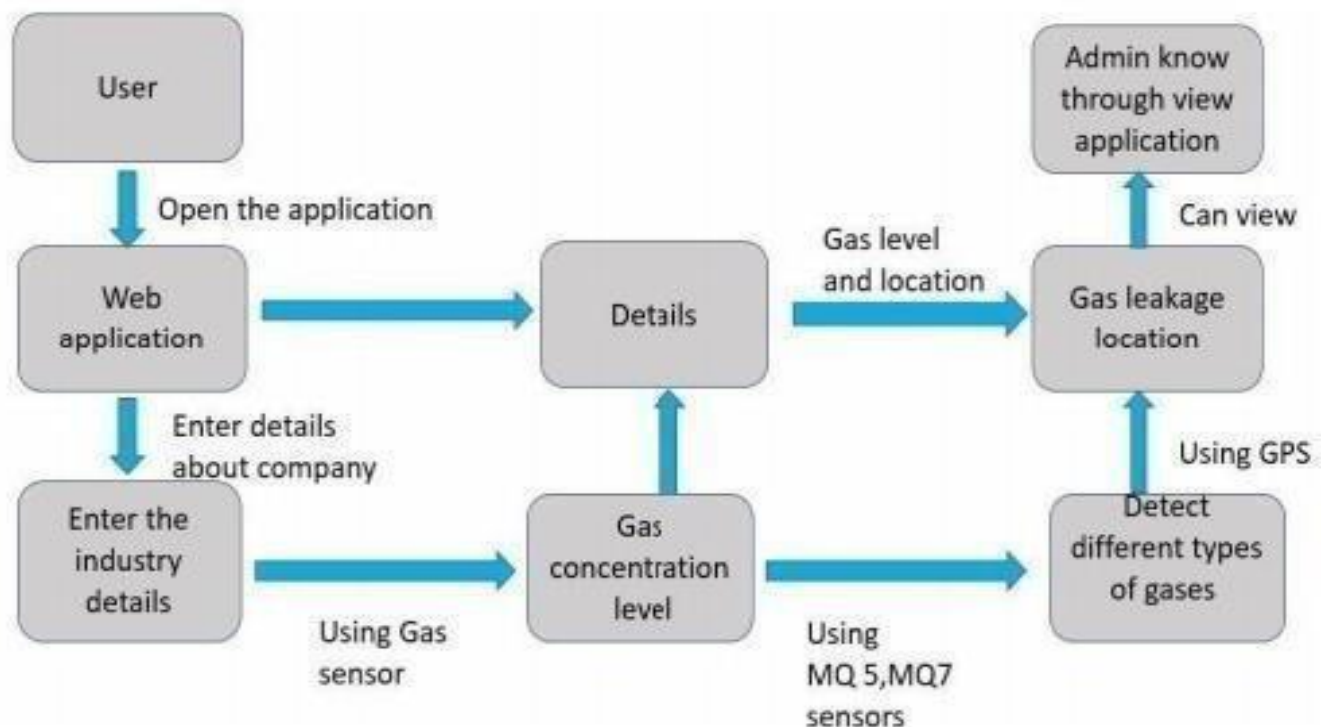 User
Admin know
through view
application
Open the application
Can view
Web
application
Details
Gas level
and location
Gas leakage
location
Enter details
about company
Using GPS
Enter the
industry
details
Gas
concentration
level
Detect
different types
of gases
Using Gas
sensor
Using
MQ 5,MQ7
sensors